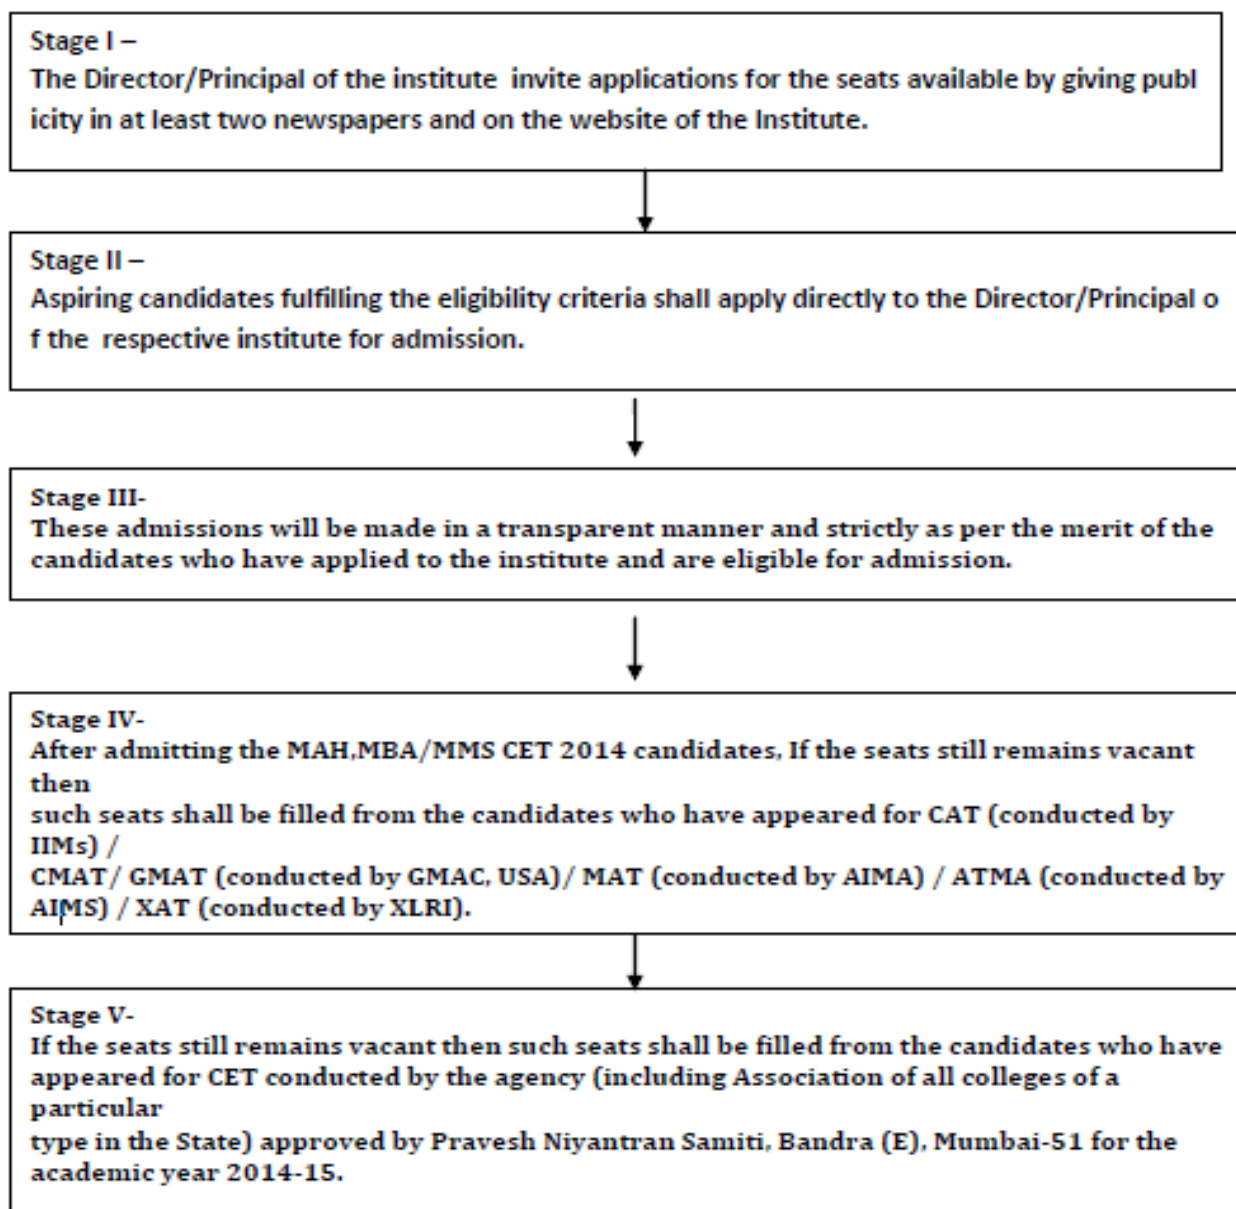 Stage I –
The Director/Principal of the institute  invite applications for the seats available by giving publ
icity in at least two newspapers and on the website of the Institute.
Stage II –
Aspiring candidates fulfilling the eligibility criteria shall apply directly to the Director/Principal o
f the  respective institute for admission.
Stage III-
These admissions will be made in a transparent manner and strictly as per the merit of the
candidates who have applied to the institute and are eligible for admission.
Stage IV-
After admitting the MAH,MBA/MMS CET 2014 candidates, If the seats still remains vacant
then
such seats shall be filled from the candidates who have appeared for CAT (conducted by
IIMs) /
CMAT/ GMAT (conducted by GMAC, USA)/ MAT (conducted by AIMA) / ATMA (conducted by
AIMS) / XAT (conducted by XLRI).
Stage V-
If the seats still remains vacant then such seats shall be filled from the candidates who have
appeared for CET conducted by the agency (including Association of all colleges of a
particular
type in the State) approved by Pravesh Niyantran Samiti, Bandra (E), Mumbai-51 for the
academic year 2014-15.